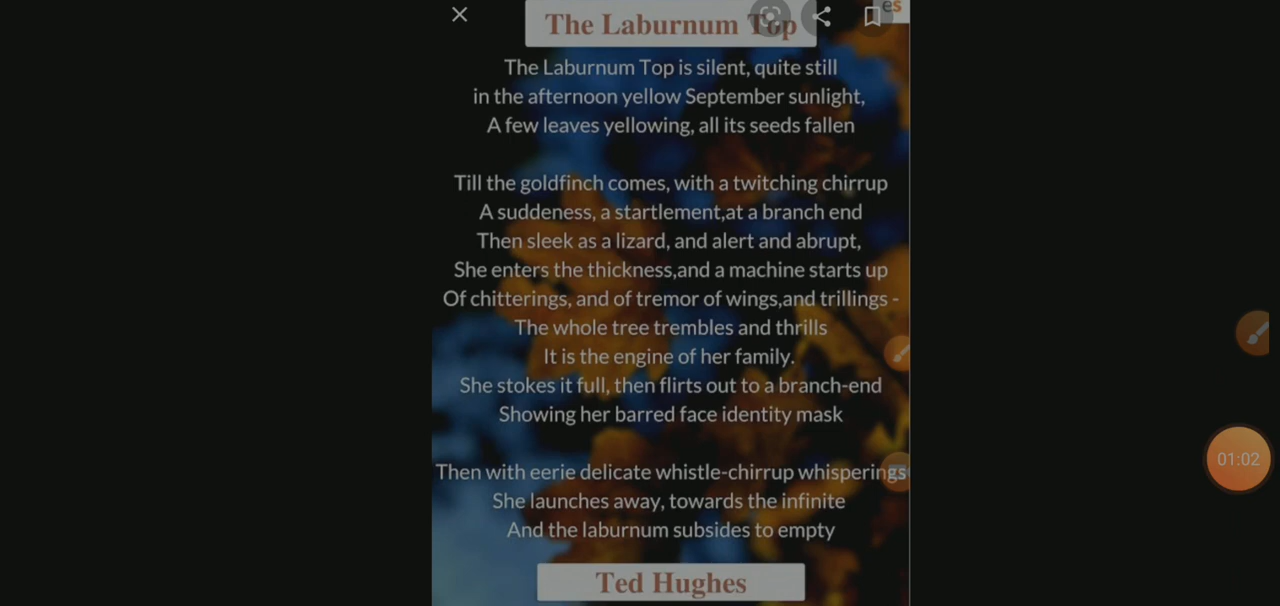 es
The Laburnum Top
The Laburnum Top is silent, quite still
in the afternoon yellow September sunlight,
A few leaves yellowing, all its seeds fallen
Till the goldfinch comes, with a twitching chirrup
A suddeness, a startlement,at a branch end
Then sleek as a lizard, and alert and abrupt,
She enters the thickness,and a machine starts up
Of chitterings, and of tremor of wings,and trillings -
The whole tree trembles and thrills
It is the engine of her family.
She stokes it full, then flirts out to a branch-end
Showing her barred face identity mask
Then with eerie delicate whistle-chirrup whisperings
She launches away, towards the infinite
And the laburnum subsides to empty
Ted Hughes
01:02